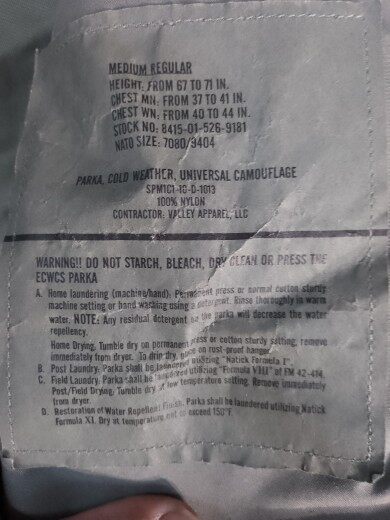 MEDIUM REGULAR
HEIGHT: FROM 67 TO 71 IN.
CHEST MN: FROM 37 TO 41 IN.
CHEST WN: FROM 40 TO 44 IN.
STOCK NO: 8415-01-526-9181
NATO SIZE: 7080/9404
PARKA, COLD WEATHER, UNIVERSAL CAMOUFLAGE
SPM1C1-10-D-1013
100% NYLON
CONTRACTOR: VALLEY APPAREL, LLC
WARNING!! DO NOT STARCH, BLEACH, DRY CLEAN OR PRESS THE
ECWCS PARKA
A. Home laundering (machine/hand). Permanent press or normal cotton sturdy
machine setting or hand washing using a detergent. Rinse thoroughly in warm
water. NOTE: Any residual detergent on the parka will decrease the water
repellency.
Home Drying. Tumble dry on permanent press or cotton sturdy setting, remove
immediately from dryer. To drip dry, place on rust-proof hanger.
B. Post Laundry: Parka shall be laundered utilizing "Natick Formula I".
C. Field Laundry: Parka shall be laundered utilizing "Formula VIII" of FM 42-414.
Post/Field Drying: Tumble dry at low temperature setting. Remove immediately
from dryer.
D. Restoration of Water Repellent Finish. Parka shall be laundered utilizing Natick
Formula XI. Dry at temperature not to exceed 150°F.